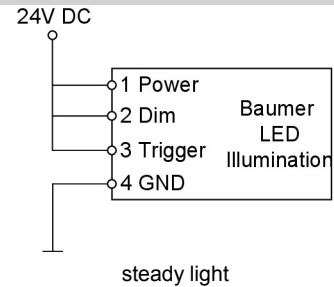 24V DC
1 Power
2 Dim
3 Trigger
4 GND
Baumer
LED
Illumination
steady light